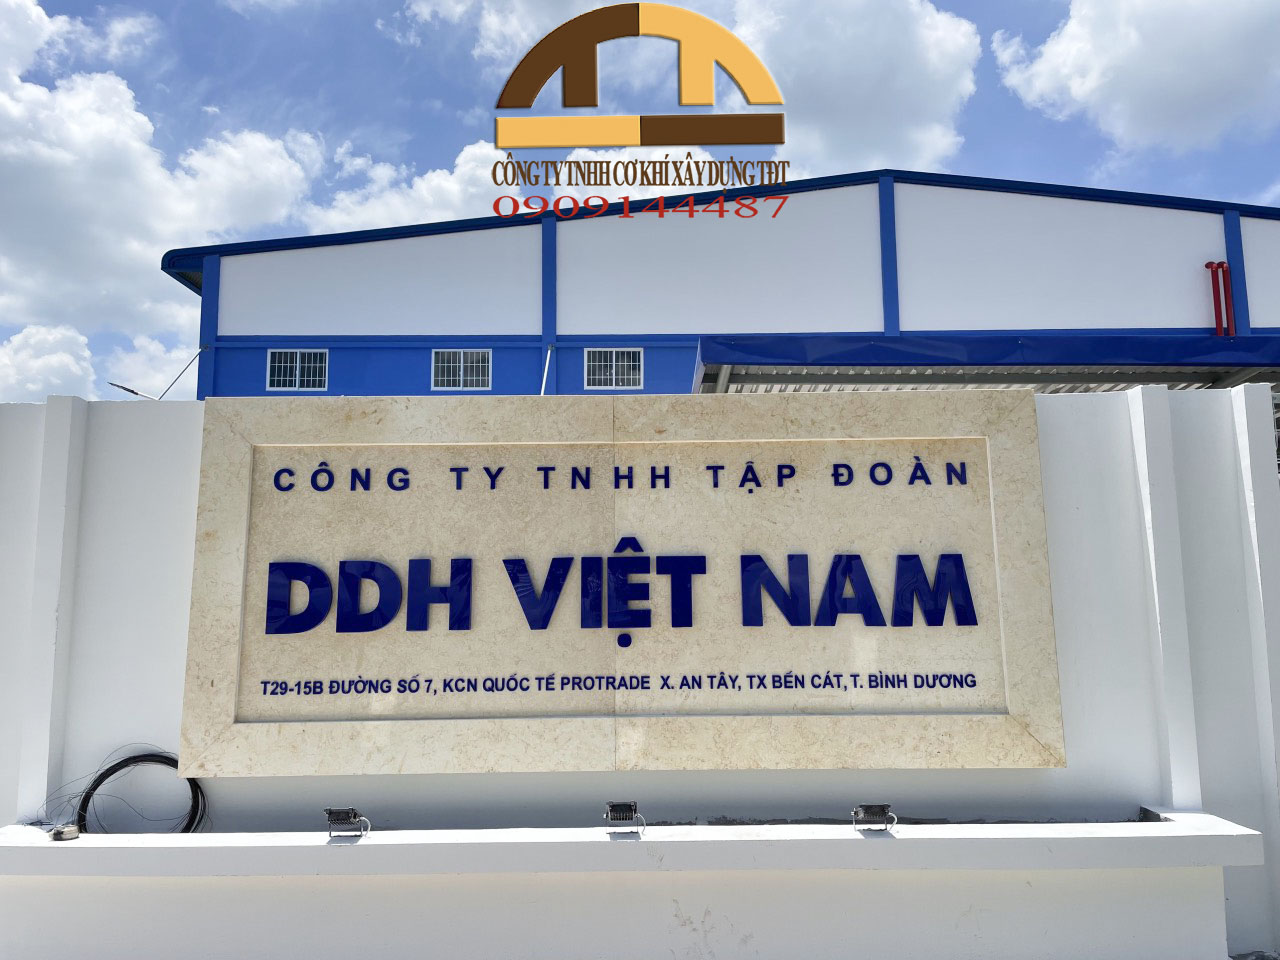 CÔNG TY TNHH CƠ KHÍ XÂY DỰNG TĐT
0909144487
CÔNG TY TNHH TẬP ĐOÀN
DDH VIỆT NAM
T29-15B ĐƯỜNG SỐ 7, KCN QUỐC TẾ PROTRADE X. AN TÂY, TX BẾN CÁT, T. BÌNH DƯƠNG